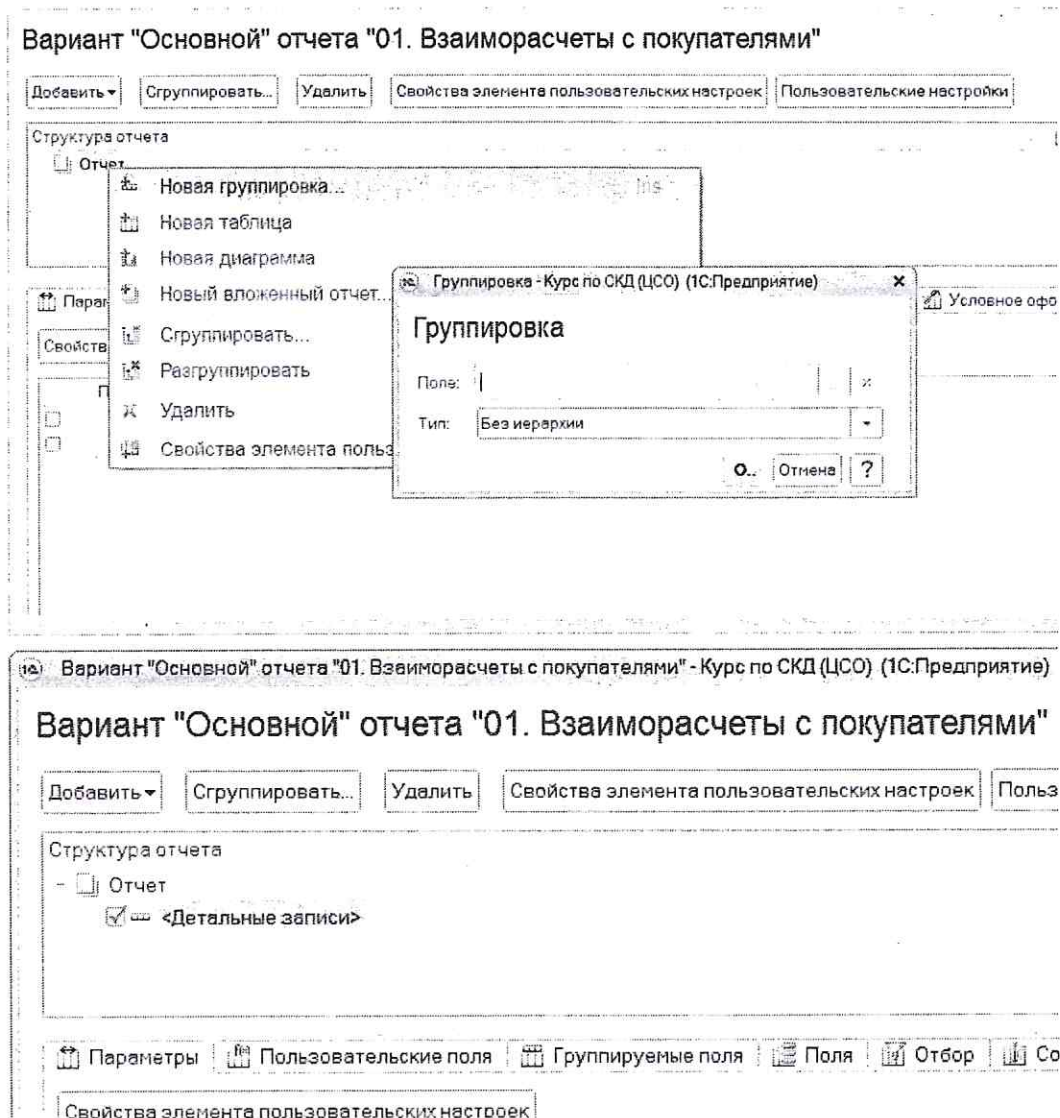 Вариант "Основной" отчета "01. Взаиморасчеты с покупателями"
Добавить Сгруппировать... Удалить Свойства элемента пользовательских настроек Пользовательские настройки
Структура отчета
Отчет
Новая группировка... Ins
Новая таблица
Новая диаграмма
Новый вложенный отчет...
Сгруппировать...
Разгруппировать
Удалить
Свойства элемента польз
Парам
Свойств
П
Группировка - Курс по СКД (ЦСО) (1С:Предприятие)
Условное офо
Группировка
Поле:
Тип: Без иерархии
О.. Отмена ?
Вариант "Основной" отчета "01. Взаиморасчеты с покупателями" - Курс по СКД (ЦСО) (1С:Предприятие)
Вариант "Основной" отчета "01. Взаиморасчеты с покупателями"
Добавить Сгруппировать... Удалить Свойства элемента пользовательских настроек Польз
Структура отчета
Отчет
<Детальные записи>
Параметры Пользовательские поля Группируемые поля Поля Отбор Со
Свойства элемента пользовательских настроек